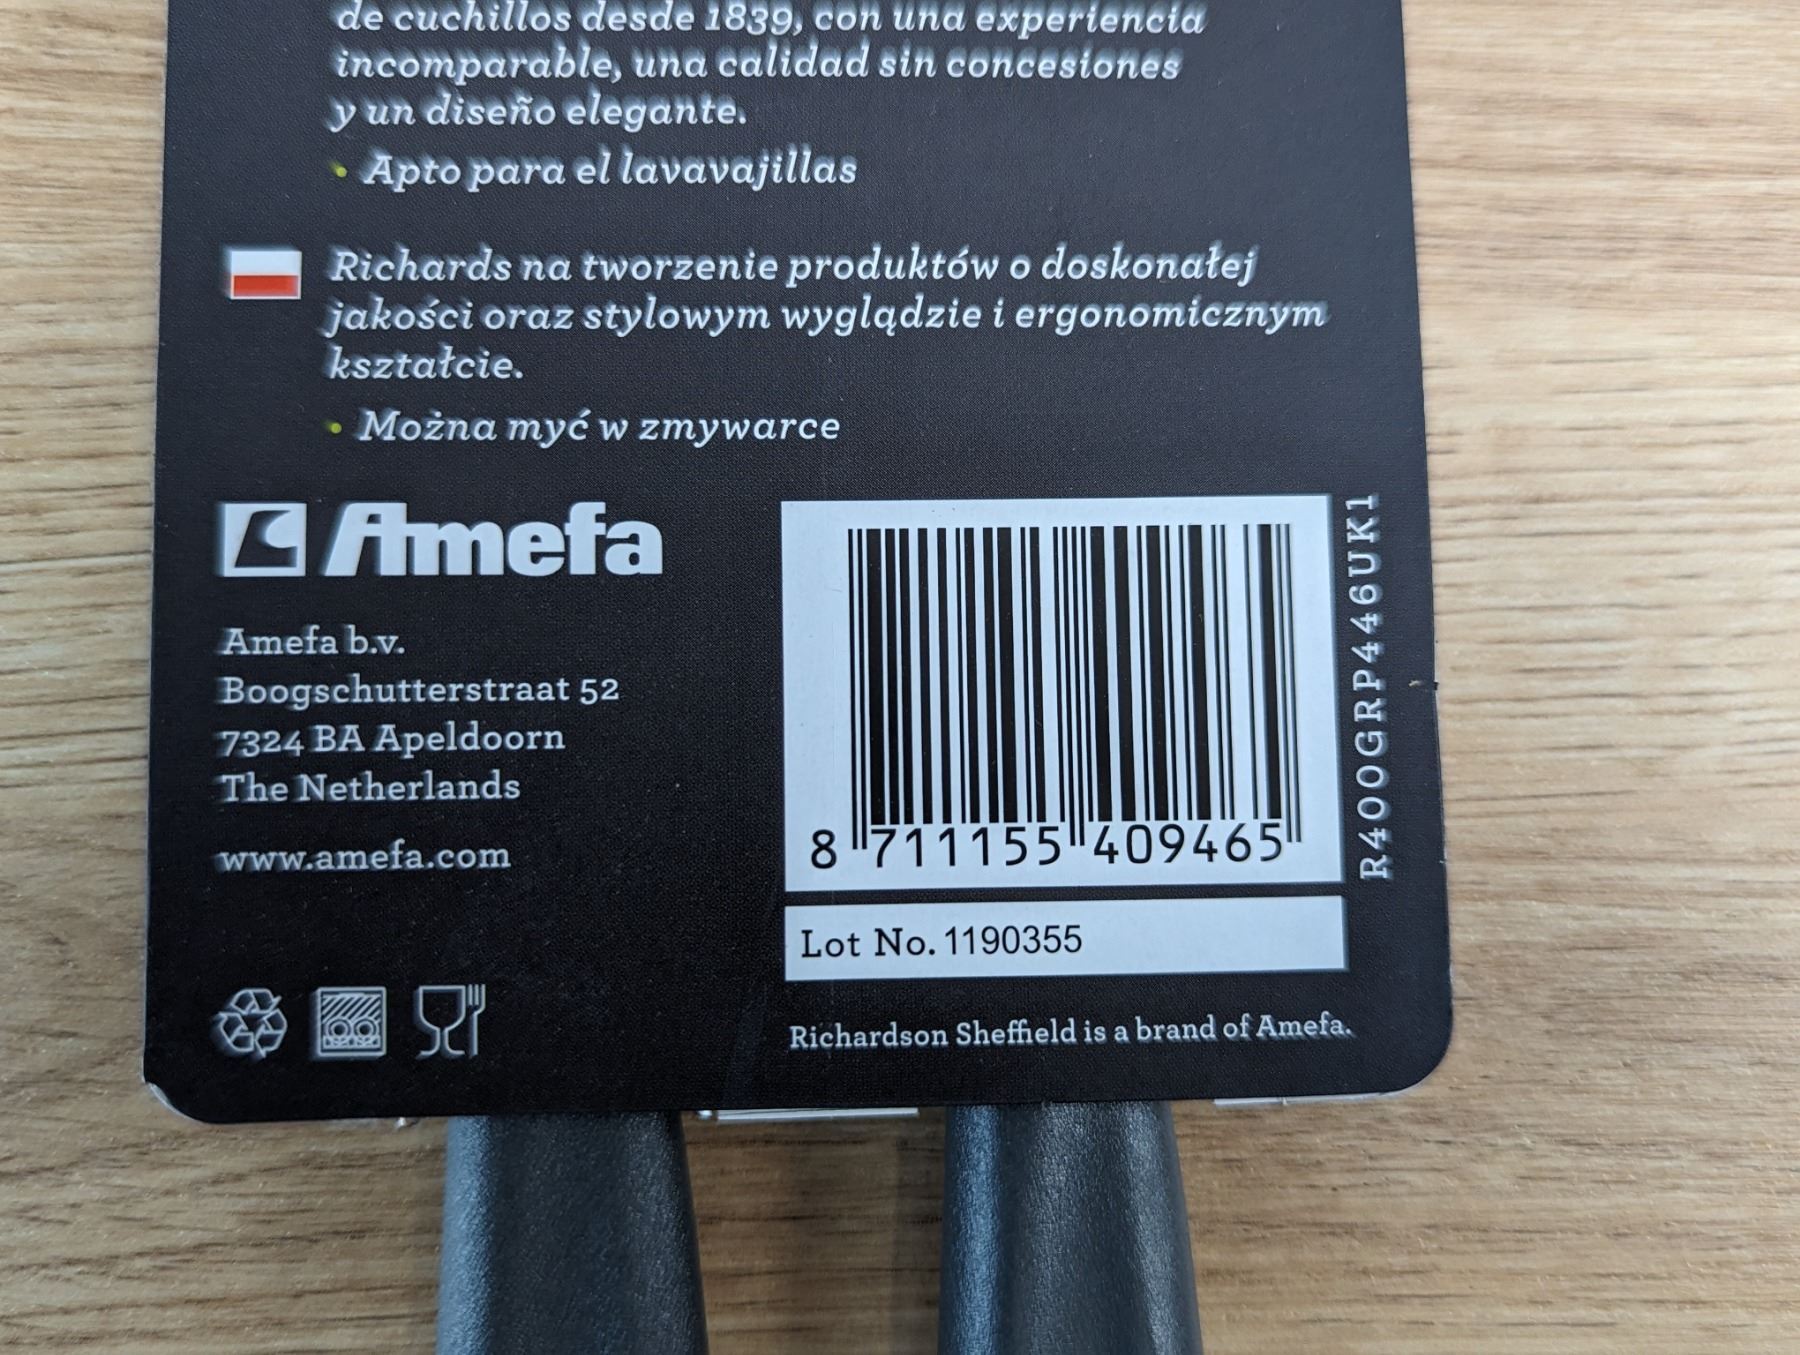 de cuchillos desde 1839, con una experiencia
incomparable, una calidad sin concesiones
y un diseño elegante.
• Apto para el lavavajillas
Richards na tworzenie produktów o doskonałej
jakości oraz stylowym wyglądzie i ergonomicznym
kształcie.
• Można myć w zmywarce
Amefa
Amefa b.v.
Boogschutterstraat 52
7324 BA Apeldoorn
The Netherlands
www.amefa.com
8 711155 409465
R400GRP446UK1
Lot No. 1190355
Richardson Sheffield is a brand of Amefa.